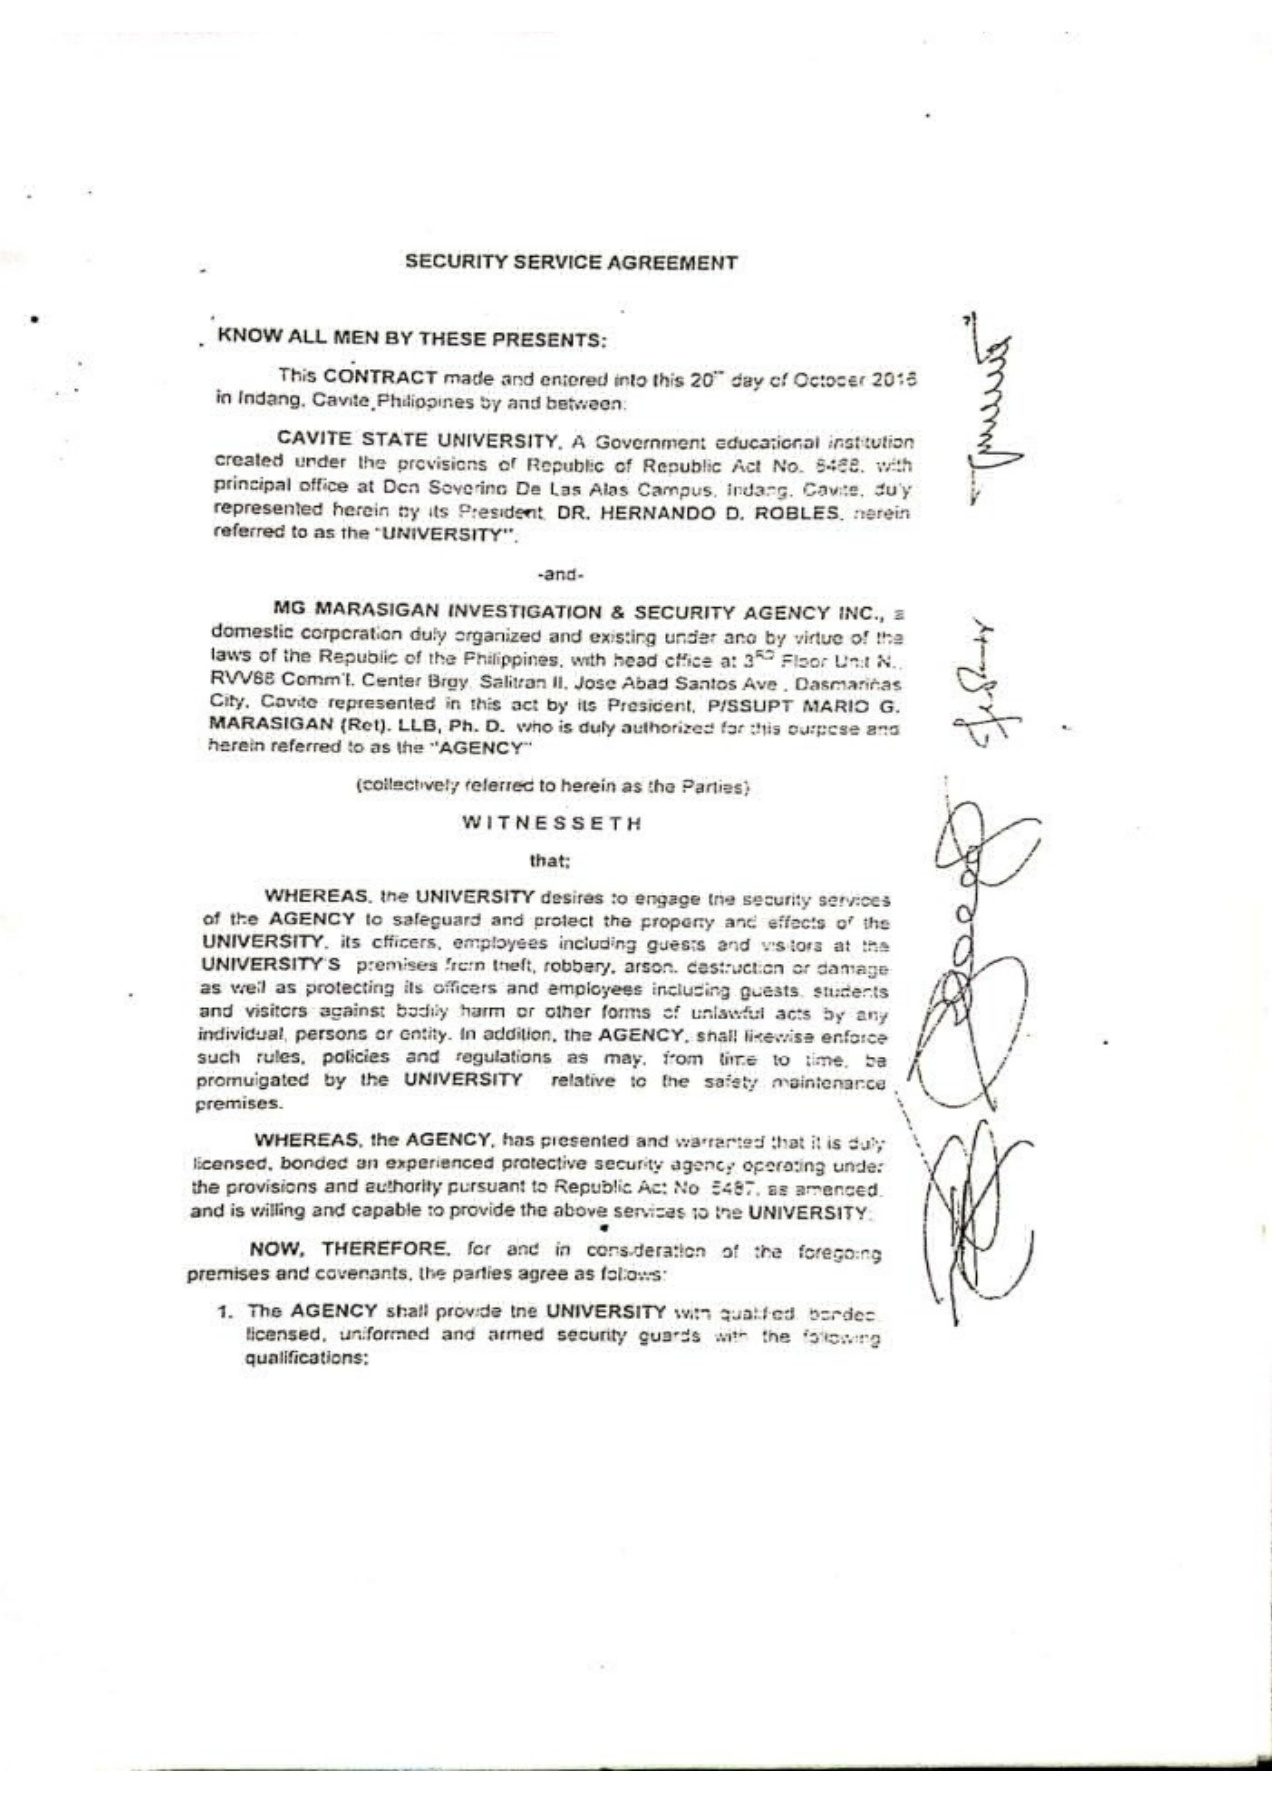 SECURITY SERVICE AGREEMENT
KNOW ALL MEN BY THESE PRESENTS:
This CONTRACT made and entered into this 20 day of
in Indang, Cavite, Philippines by and between:
CAVITE STATE UNIVERSITY, A Government educational institution
created under the provisions of Republic of Republic Act No. with
principal office at Don Severino De Las Alas Campus, Indang, Cavite, duly
represented herein by its President, DR. HERNANDO D. ROBLES, herein
referred to as the "UNIVERSITY".
-and-
MG MARASIGAN INVESTIGATION & SECURITY AGENCY INC., a
domestic corporation duly organized and existing under and by virtue of the
laws of the Republic of the Philippines, with head office at 3RD Floor Unit N.,
Comm'l. Center Brgy. Salitran II, Jose Abad Santos Ave., Dasmariñas
City, Cavite represented in this act by its President, P/SSUPT MARIO G.
MARASIGAN (Ret). LLB, Ph. D. who is duly authorized for this purpose and
herein referred to as the "AGENCY"
(collectively referred to herein as the Parties)
WITNESSETH
that;
WHEREAS, the UNIVERSITY desires to engage the security services
of the AGENCY to safeguard and protect the property and effects of the
UNIVERSITY, its officers, employees including guests and visitors at the
UNIVERSITY'S premises from theft, robbery, arson, destruction or damage
as well as protecting its officers and employees including guests, students
and visitors against bodily harm or other forms of unlawful acts by any
individual, persons or entity. In addition, the AGENCY, shall likewise enforce
such rules, policies and regulations as may, from time to time, be
promulgated by the UNIVERSITY relative to the safety maintenance
premises.
WHEREAS, the AGENCY, has presented and warranted that it is duly
licensed, bonded an experienced protective security agency operating under
the provisions and authority pursuant to Republic Act No 5487, as amended,
and is willing and capable to provide the above services to the UNIVERSITY;
NOW, THEREFORE, for and in consideration of the foregoing
premises and covenants, the parties agree as follows:
1. The AGENCY shall provide the UNIVERSITY with qualified, bonded,
licensed, uniformed and armed security guards with the following
qualifications: